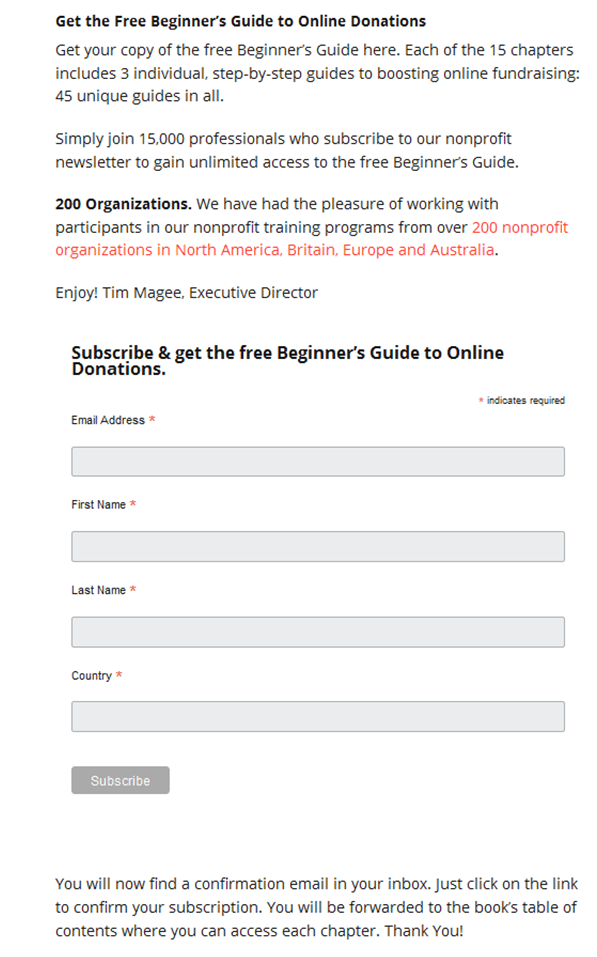 Get the Free Beginner’s Guide to Online Donations
Get your copy of the free Beginner’s Guide here. Each of the 15 chapters
includes 3 individual, step-by-step guides to boosting online fundraising:
45 unique guides in all.
Simply join 15,000 professionals who subscribe to our nonprofit
newsletter to gain unlimited access to the free Beginner’s Guide.
200 Organizations. We have had the pleasure of working with
participants in our nonprofit training programs from over 200 nonprofit
organizations in North America, Britain, Europe and Australia.
Enjoy! Tim Magee, Executive Director
Subscribe & get the free Beginner’s Guide to Online
Donations.
* indicates required
Email Address *
First Name *
Last Name *
Country *
Subscribe
You will now find a confirmation email in your inbox. Just click on the link
to confirm your subscription. You will be forwarded to the book’s table of
contents where you can access each chapter. Thank You!